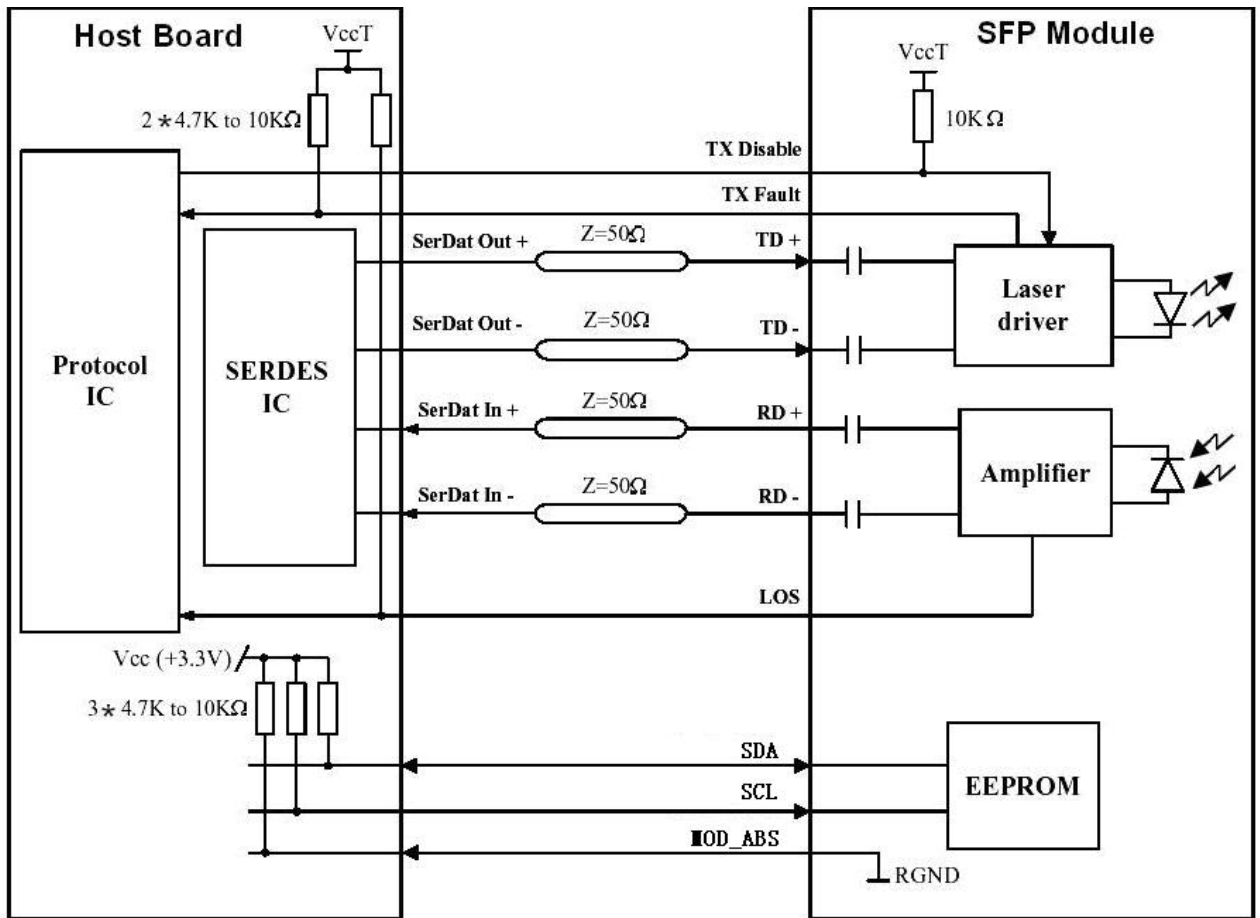 Host Board
VccT
SFP Module
VccT
2*4.7K to 10KΩ
10KΩ
TX Disable
TX Fault
SerDat Out +
Z=50Ω
TD +
Laser driver
SerDat Out -
Z=50Ω
TD -
Protocol IC
SERDES IC
SerDat In +
Z=50Ω
RD +
Amplifier
SerDat In -
Z=50Ω
RD -
LOS
Vcc (+3.3V)
3*4.7K to 10KΩ
SDA
EEPROM
SCL
MOD_ABS
RGND